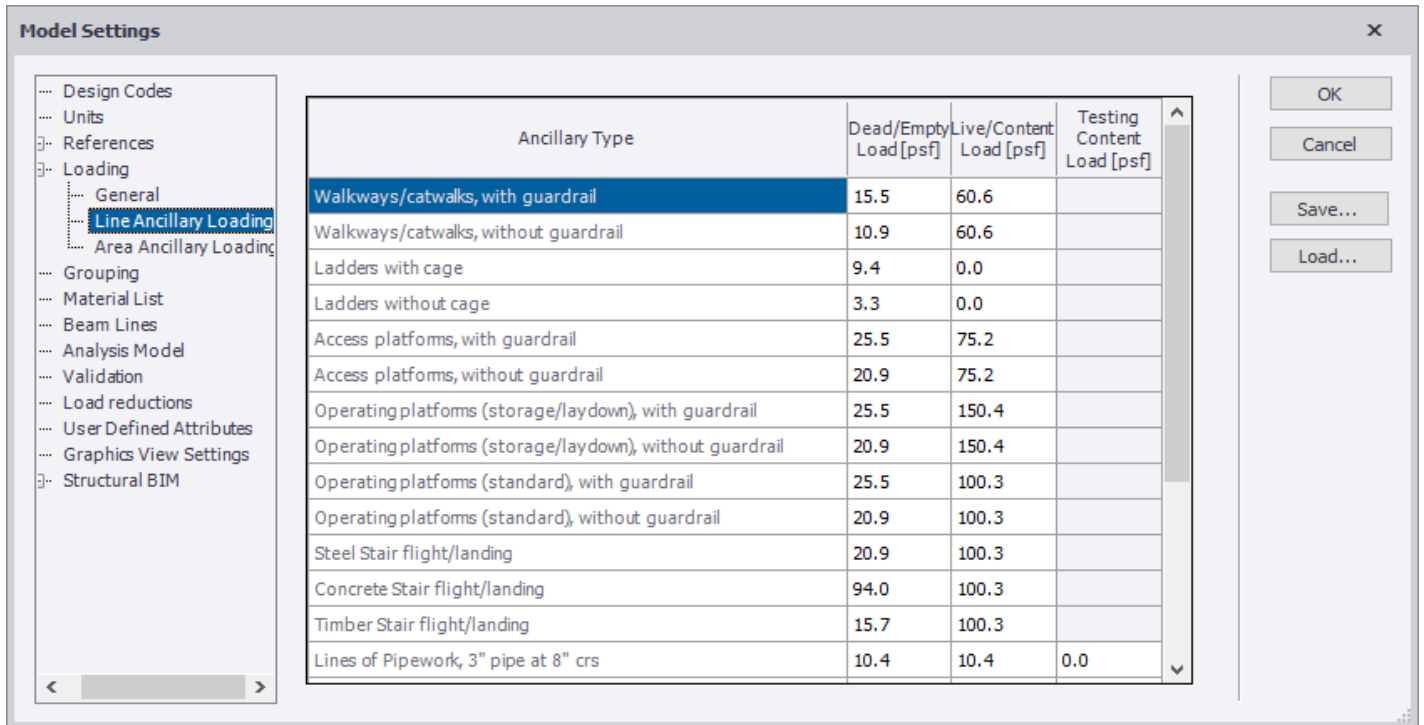 Model Settings
Design Codes
Units
References
Loading
General
Line Ancillary Loading
Area Ancillary Loading
Grouping
Material List
Beam Lines
Analysis Model
Validation
Load reductions
User Defined Attributes
Graphics View Settings
Structural BIM
Ancillary Type Dead/Empty Load [psf] Live/Content Load [psf] Testing Content Load [psf]
Walkways/catwalks, with guardrail 15.5 60.6
Walkways/catwalks, without guardrail 10.9 60.6
Ladders with cage 9.4 0.0
Ladders without cage 3.3 0.0
Access platforms, with guardrail 25.5 75.2
Access platforms, without guardrail 20.9 75.2
Operating platforms (storage/laydown), with guardrail 25.5 150.4
Operating platforms (storage/laydown), without guardrail 20.9 150.4
Operating platforms (standard), with guardrail 25.5 100.3
Operating platforms (standard), without guardrail 20.9 100.3
Steel Stair flight/landing 20.9 100.3
Concrete Stair flight/landing 94.0 100.3
Timber Stair flight/landing 15.7 100.3
Lines of Pipework, 3" pipe at 8" crs 10.4 10.4 0.0
OK
Cancel
Save...
Load...